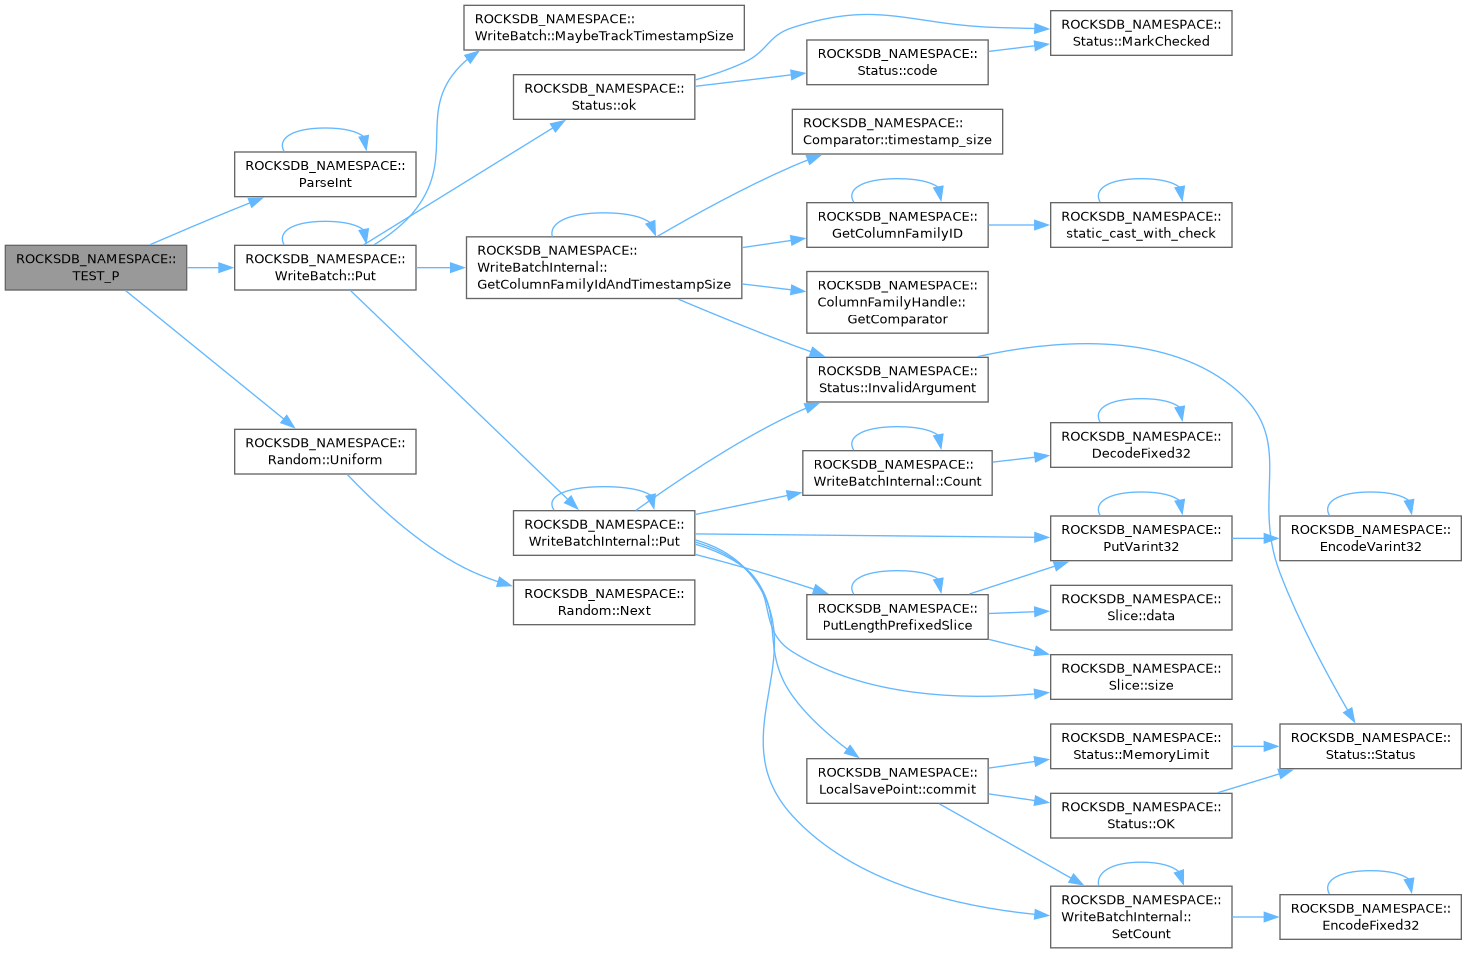 ROCKSDB_NAMESPACE::
TEST_P
ROCKSDB_NAMESPACE::
ParseInt
ROCKSDB_NAMESPACE::
WriteBatch::Put
ROCKSDB_NAMESPACE::
Random::Uniform
ROCKSDB_NAMESPACE::
WriteBatch::MaybeTrackTimestampSize
ROCKSDB_NAMESPACE::
Status::ok
ROCKSDB_NAMESPACE::
WriteBatchInternal::
GetColumnFamilyIdAndTimestampSize
ROCKSDB_NAMESPACE::
WriteBatchInternal::Put
ROCKSDB_NAMESPACE::
Random::Next
ROCKSDB_NAMESPACE::
Status::code
ROCKSDB_NAMESPACE::
Comparator::timestamp_size
ROCKSDB_NAMESPACE::
GetColumnFamilyID
ROCKSDB_NAMESPACE::
ColumnFamilyHandle::
GetComparator
ROCKSDB_NAMESPACE::
Status::InvalidArgument
ROCKSDB_NAMESPACE::
WriteBatchInternal::Count
ROCKSDB_NAMESPACE::
PutLengthPrefixedSlice
ROCKSDB_NAMESPACE::
LocalSavePoint::commit
ROCKSDB_NAMESPACE::
Status::MarkChecked
ROCKSDB_NAMESPACE::
static_cast_with_check
ROCKSDB_NAMESPACE::
DecodeFixed32
ROCKSDB_NAMESPACE::
PutVarint32
ROCKSDB_NAMESPACE::
Slice::data
ROCKSDB_NAMESPACE::
Slice::size
ROCKSDB_NAMESPACE::
Status::MemoryLimit
ROCKSDB_NAMESPACE::
Status::OK
ROCKSDB_NAMESPACE::
WriteBatchInternal::
SetCount
ROCKSDB_NAMESPACE::
EncodeVarint32
ROCKSDB_NAMESPACE::
Status::Status
ROCKSDB_NAMESPACE::
EncodeFixed32